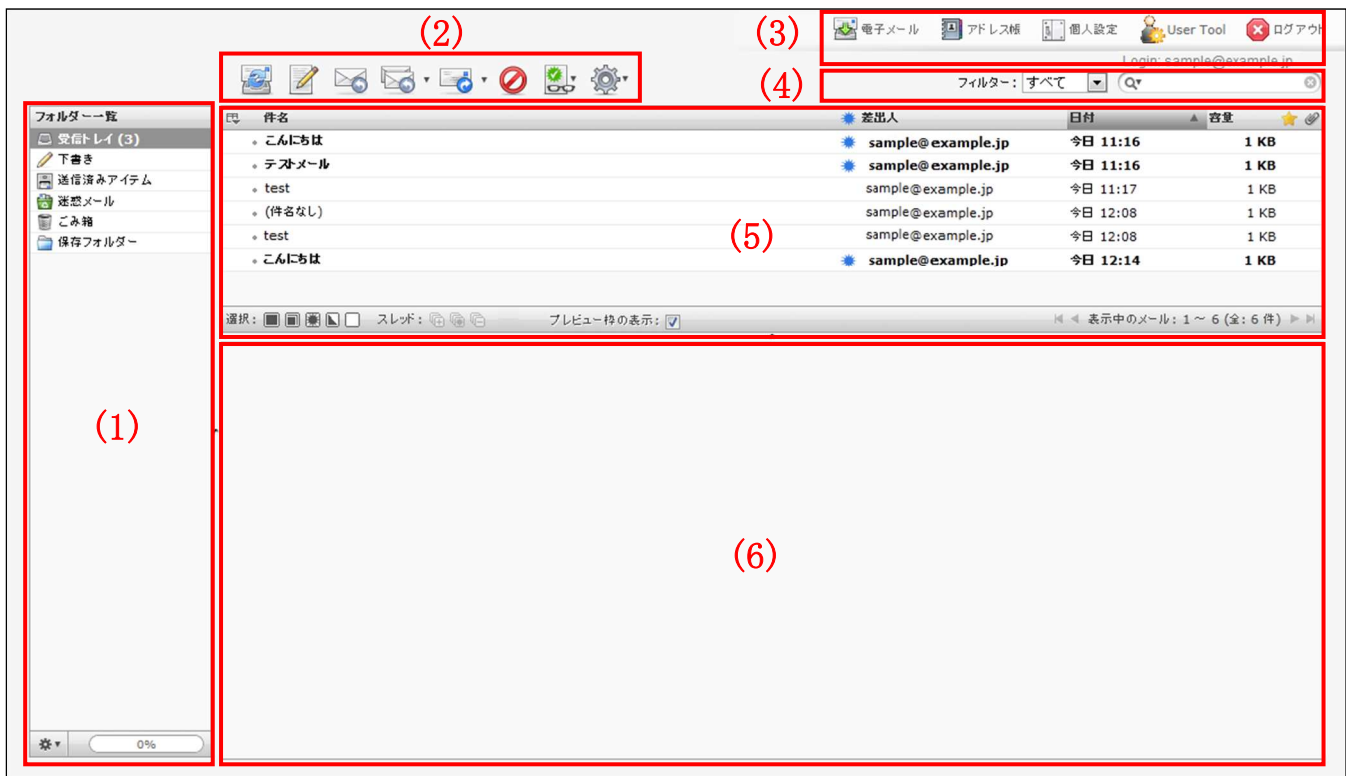 (2)
(3)
電子メール アドレス帳 個人設定 User Tool ログアウト
Login: sample@example.jp
(4)
フィルター: すべて
フォルダー一覧
受信トレイ (3)
下書き
送信済みアイテム
迷惑メール
ごみ箱
保存フォルダー
(1)
0%
件名 差出人 日付 容量
こんにちは sample@example.jp 今日 11:16 1 KB
テストメール sample@example.jp 今日 11:16 1 KB
test sample@example.jp 今日 11:17 1 KB
(件名なし) sample@example.jp 今日 12:08 1 KB
test sample@example.jp 今日 12:08 1 KB
こんにちは sample@example.jp 今日 12:14 1 KB
(5)
選択: スレッド: プレビュー枠の表示: 表示中のメール: 1 ~ 6 (全: 6 件)
(6)